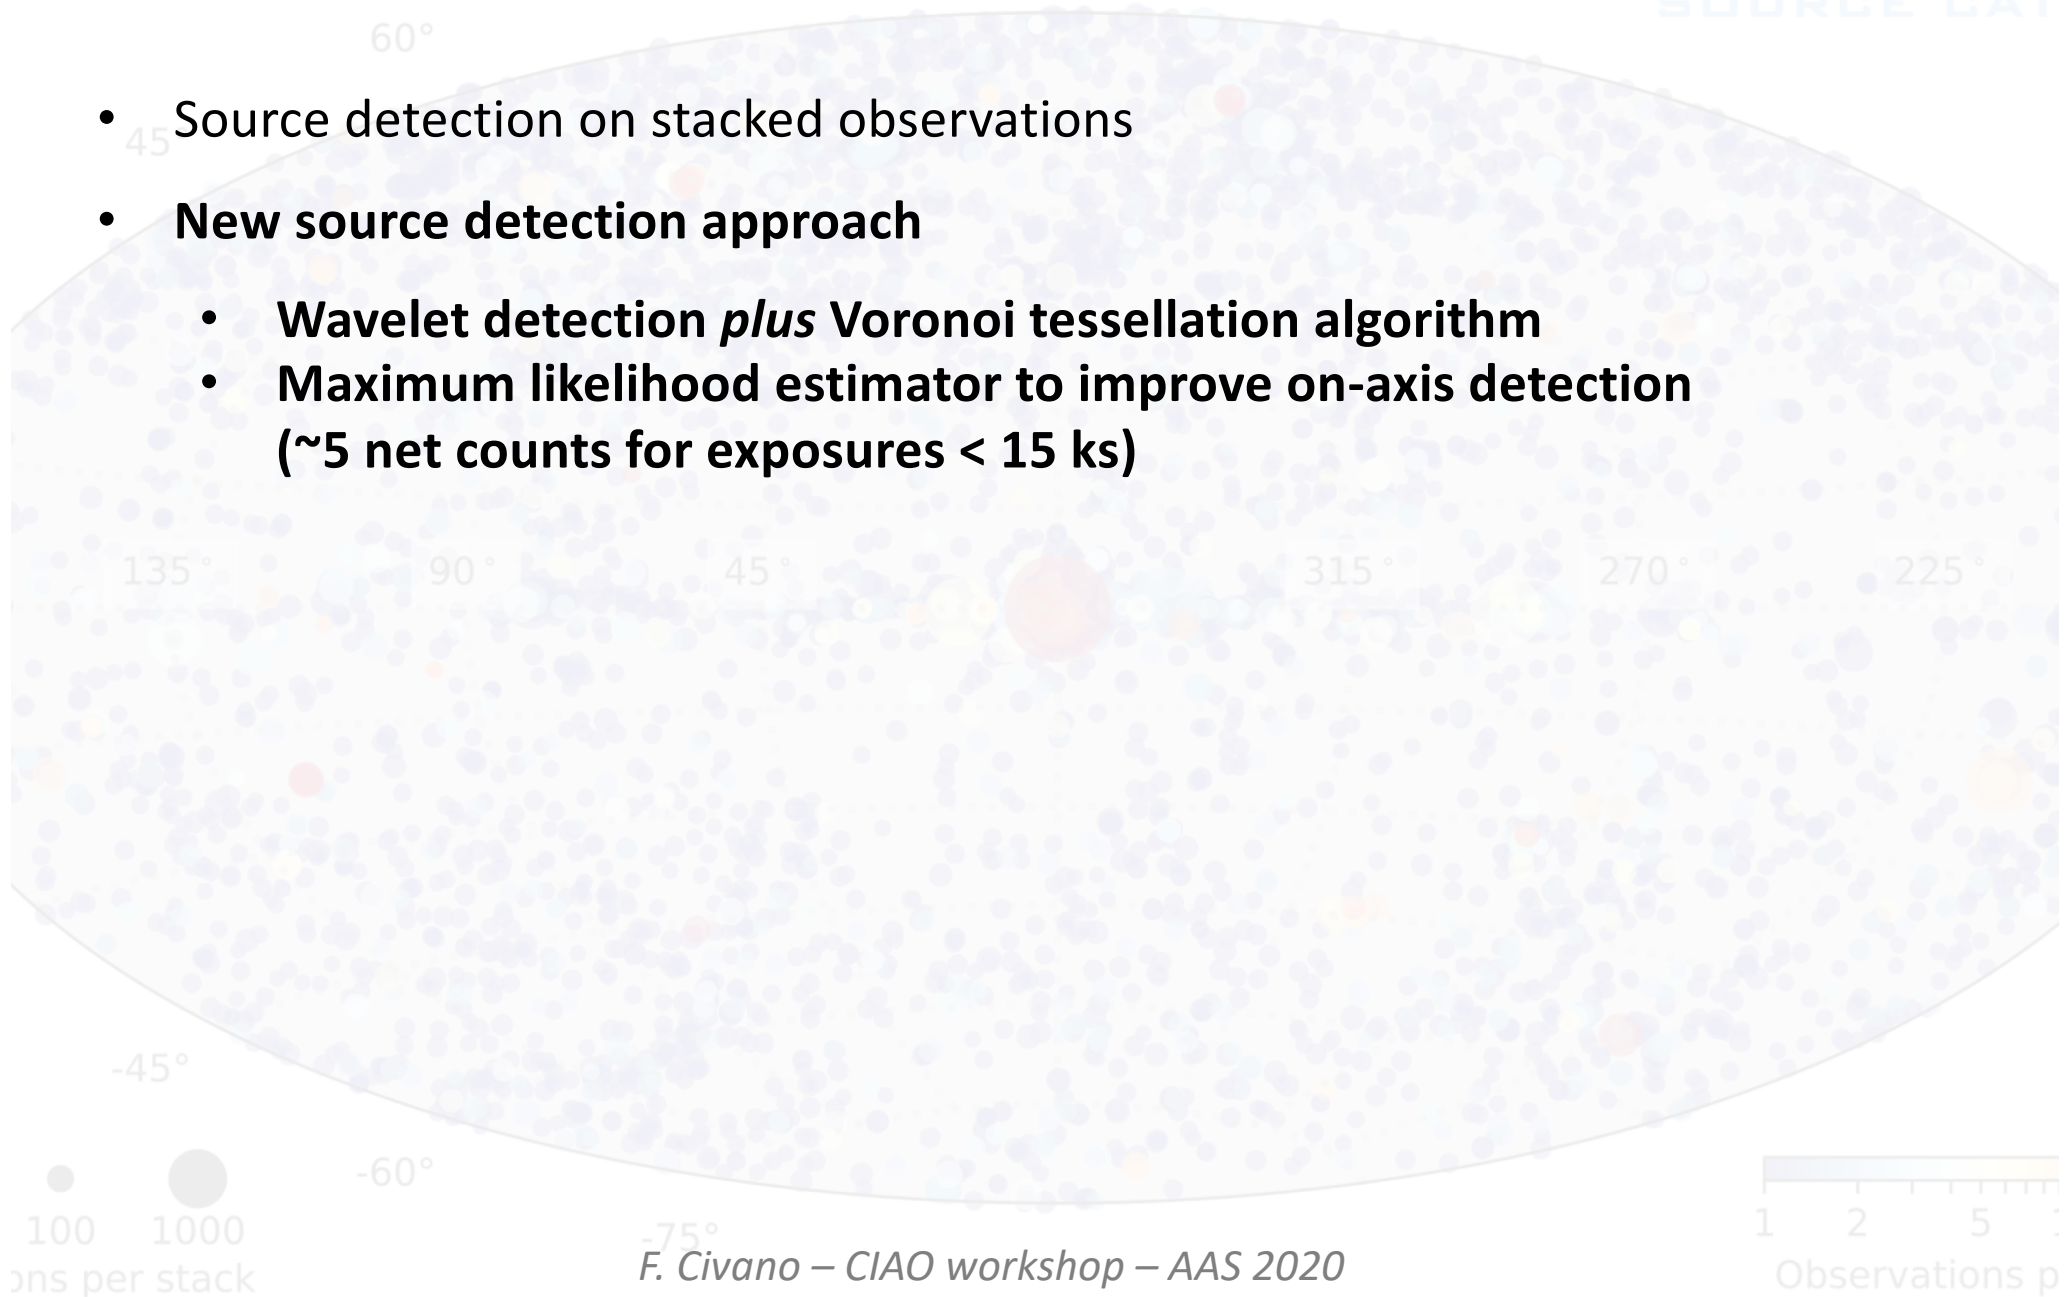 SOURCE CAT
60°
• Source detection on stacked observations
45
• New source detection approach
• Wavelet detection plus Voronoi tessellation algorithm
• Maximum likelihood estimator to improve on-axis detection
(~5 net counts for exposures < 15 ks)
135° 90° 45° 315° 270° 225°
-45°
-60°
100 1000
1 2 5
-75°
F. Civano – CIAO workshop – AAS 2020
ons per stack
Observations p